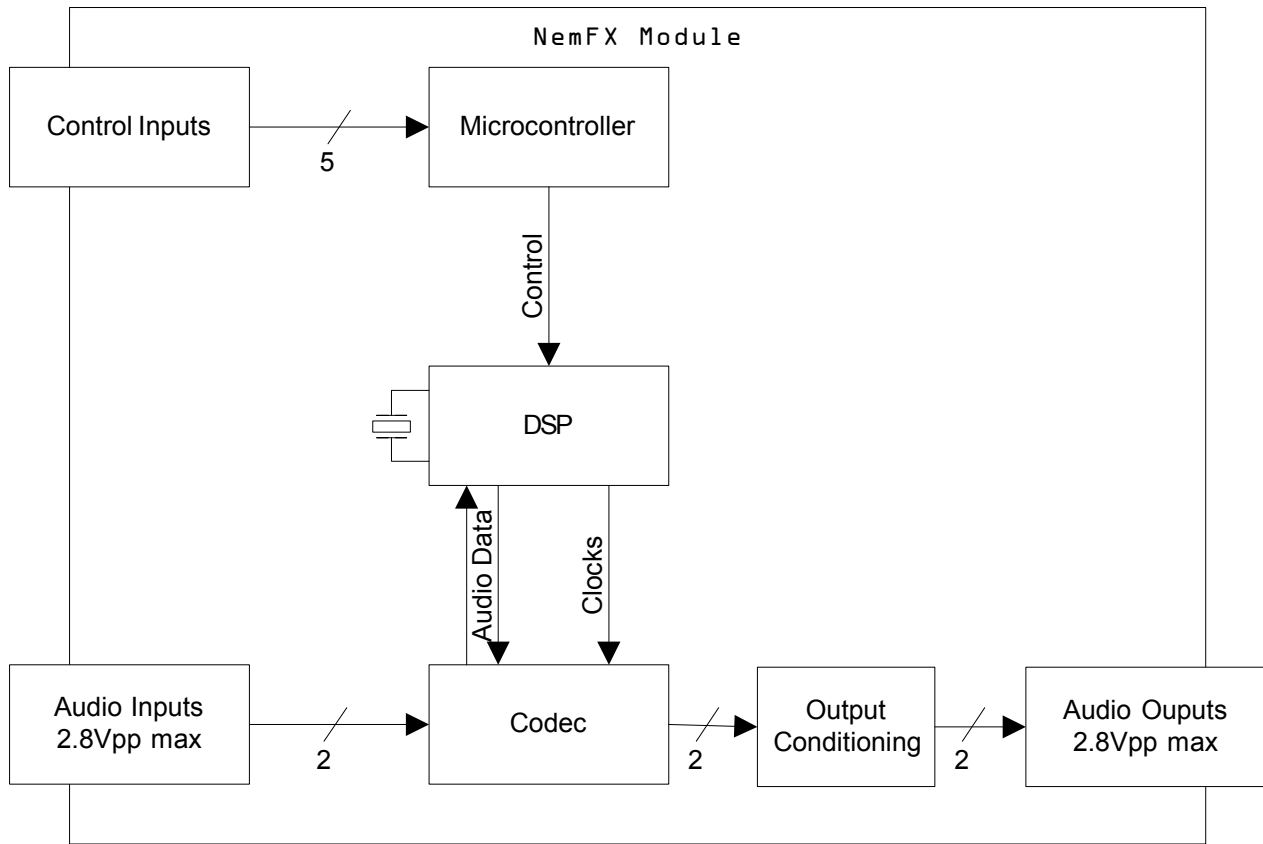 NemFX Module
Control Inputs
5
Microcontroller
Control
DSP
Audio Data
Clocks
Audio Inputs
2.8Vpp max
2
Codec
2
Output
Conditioning
2
Audio Ouputs
2.8Vpp max